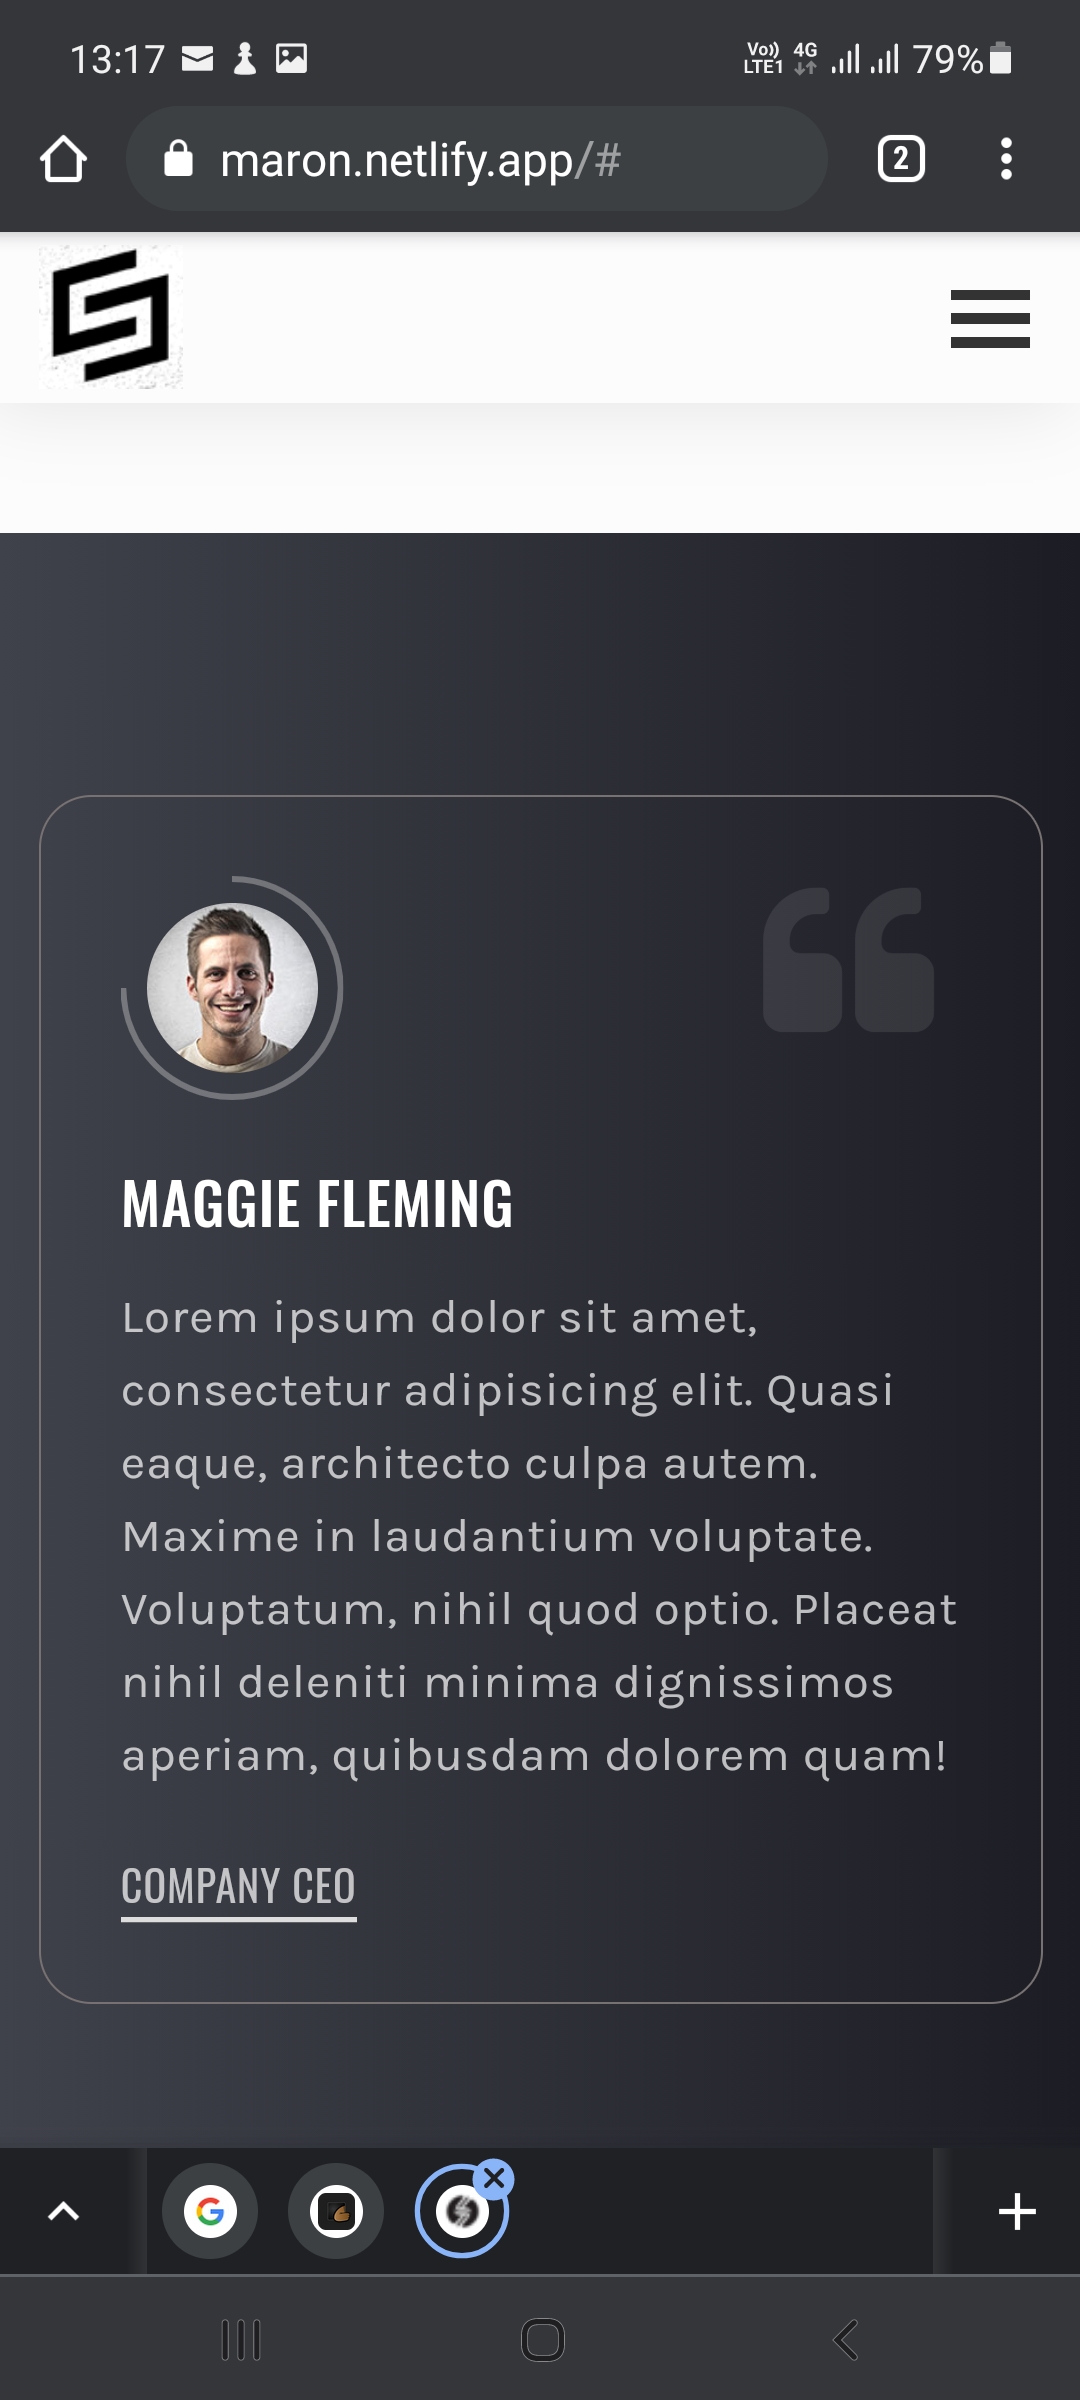 13:17
Vo)) LTE1 4G 79%
maron.netlify.app/#
2
MAGGIE FLEMING
Lorem ipsum dolor sit amet,
consectetur adipisicing elit. Quasi
eaque, architecto culpa autem.
Maxime in laudantium voluptate.
Voluptatum, nihil quod optio. Placeat
nihil deleniti minima dignissimos
aperiam, quibusdam dolorem quam!
COMPANY CEO